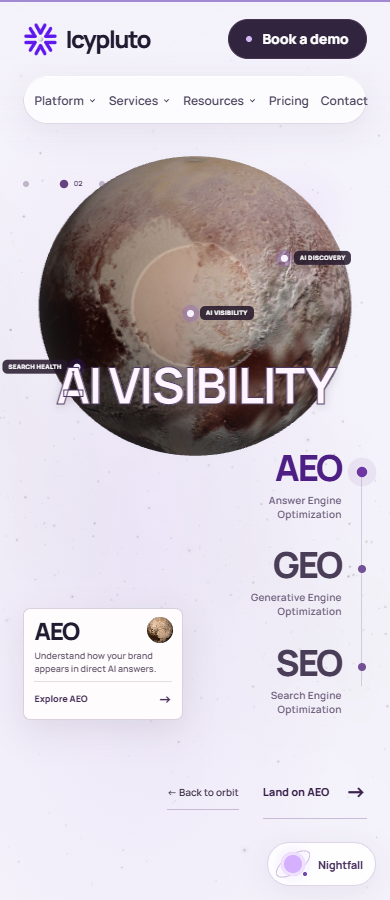 Icypluto
Book a demo
Platform
Services
Resources
Pricing
Contact
02
AI DISCOVERY
AI VISIBILITY
SEARCH HEALTH
AI VISIBILITY
AEO
Answer Engine
Optimization
GEO
Generative Engine
Optimization
AEO
Understand how your brand
appears in direct AI answers.
Explore AEO →
SEO
Search Engine
Optimization
← Back to orbit
Land on AEO →
Nightfall